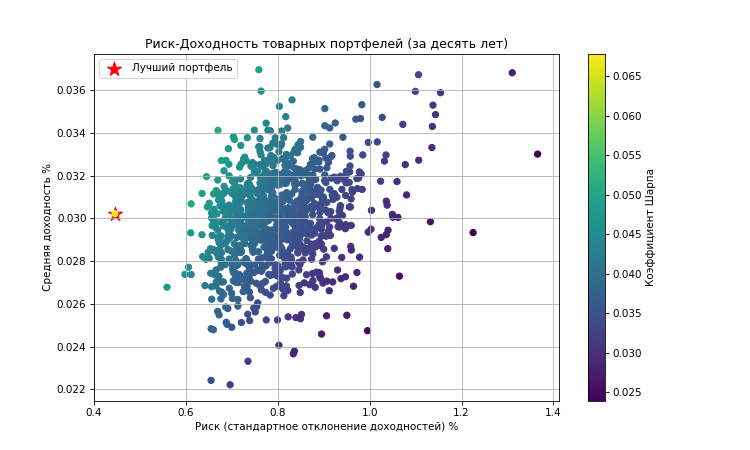 Риск-Доходность товарных портфелей (за десять лет)
Лучший портфель
Средняя доходность %
0.036
0.034
0.032
0.030
0.028
0.026
0.024
0.022
0.4 0.6 0.8 1.0 1.2 1.4
Риск (стандартное отклонение доходностей) %
0.065
0.060
0.055
0.050
0.045
0.040
0.035
0.030
0.025
Коэффициент Шарпа